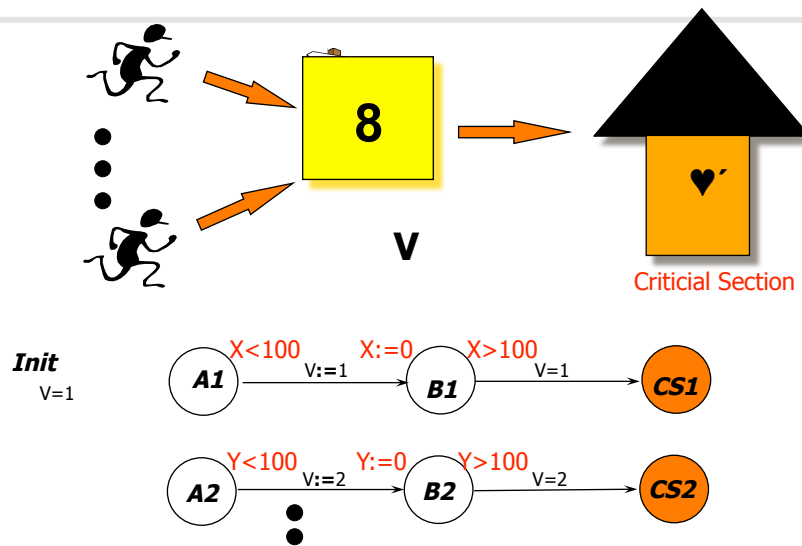 8
V
♥´
Criticial Section
Init
V=1
X<100 X:=0 X>100
A1 V:=1 B1 V=1 CS1
Y<100 Y:=0 Y>100
A2 V:=2 B2 V=2 CS2